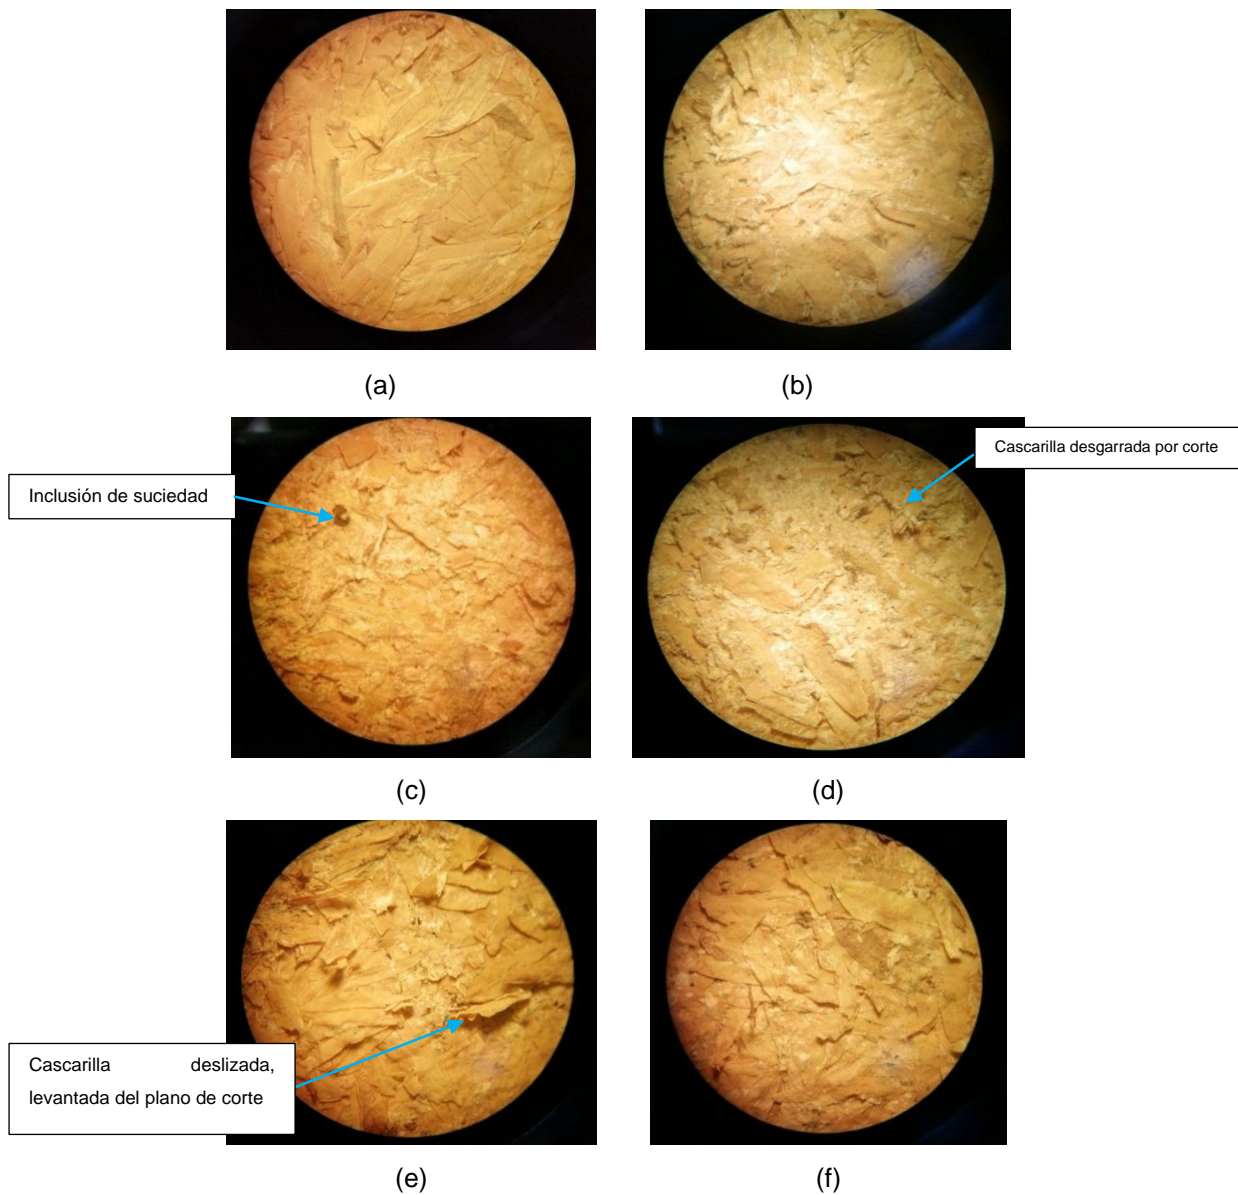 (a)
(b)
Inclusión de suciedad
Cascarilla desgarrada por corte
(c)
(d)
Cascarilla deslizada,
levantada del plano de corte
(e)
(f)